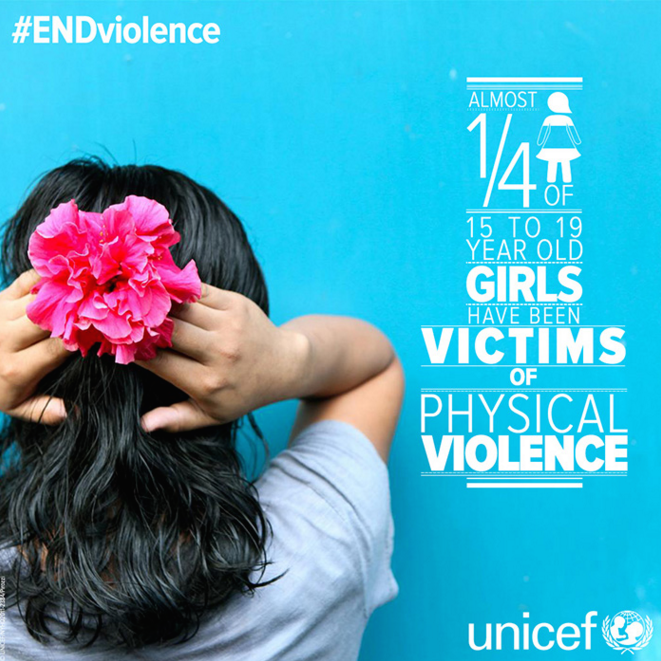 #ENDviolence
ALMOST
1/4
OF
15 TO 19
YEAR OLD
GIRLS
HAVE BEEN
VICTIMS
OF
PHYSICAL
VIOLENCE
unicef